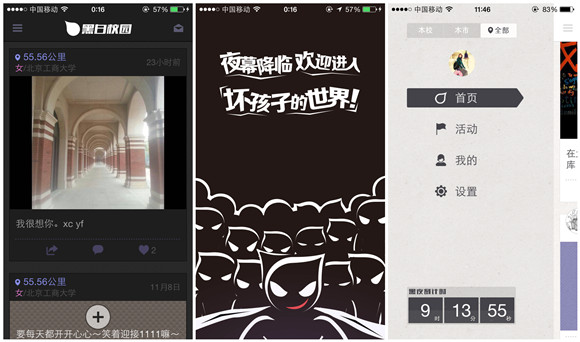 中国移动
0:16
57%
黑白校园
55.56公里
23小时前
女/北京工商大学
我很想你。xc yf
2
55.56公里
11月8日
女/北京工商大学
要每天都开开心心~笑着迎接1111嘛~
中国移动
0:16
57%
夜幕降临 欢迎进入
「坏孩子的世界!」
中国移动
11:46
83%
本校
本市
全部
首页
活动
我的
设置
黑夜倒计时
9时
13分
55秒
库